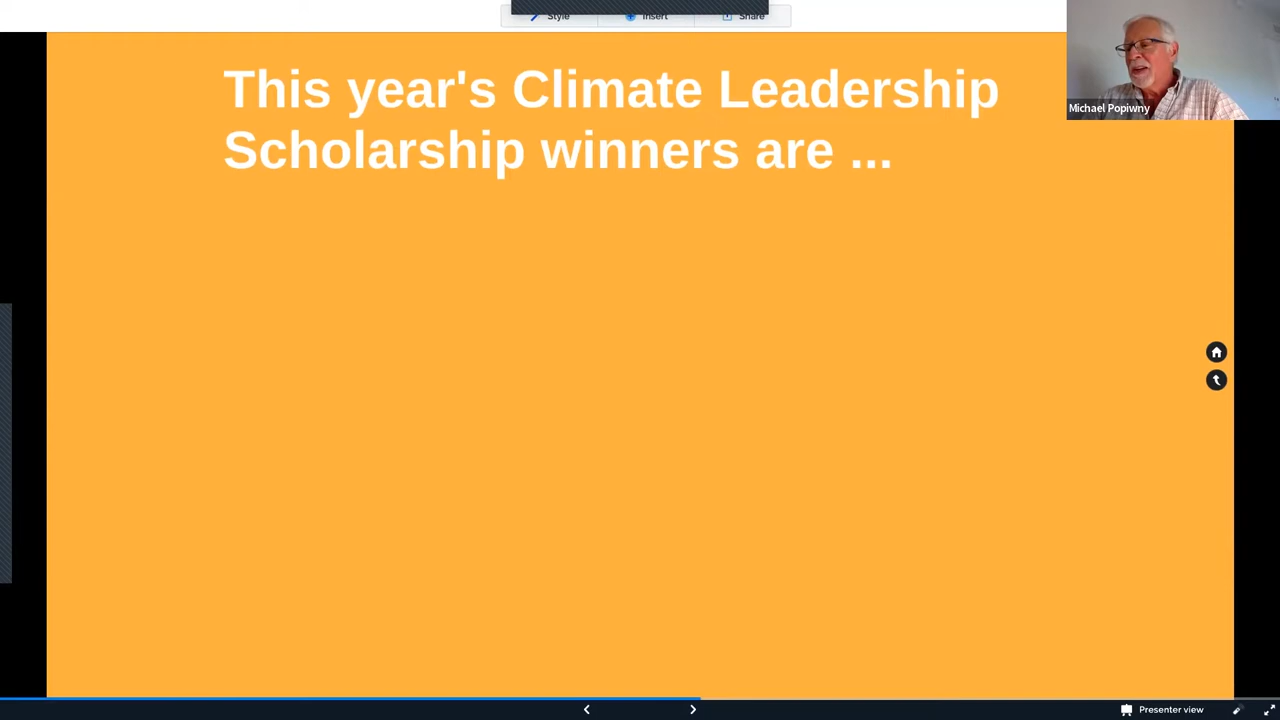 Style Insert Share
This year's Climate Leadership
Scholarship winners are ...
Michael Popiwny
Presenter view